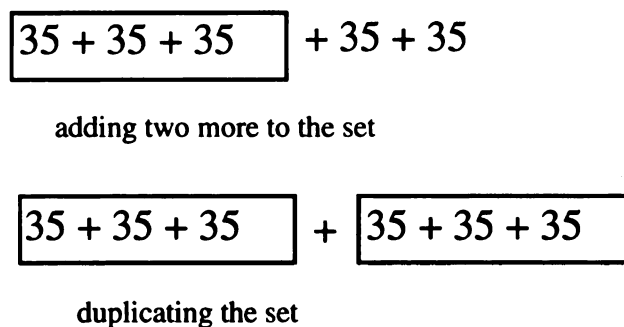 35 + 35 + 35 + 35 + 35
adding two more to the set
35 + 35 + 35 + 35 + 35 + 35
duplicating the set